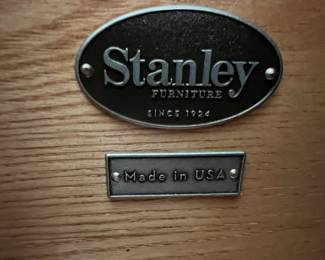 Stanley
FURNITURE
SINCE 1924
Made in USA